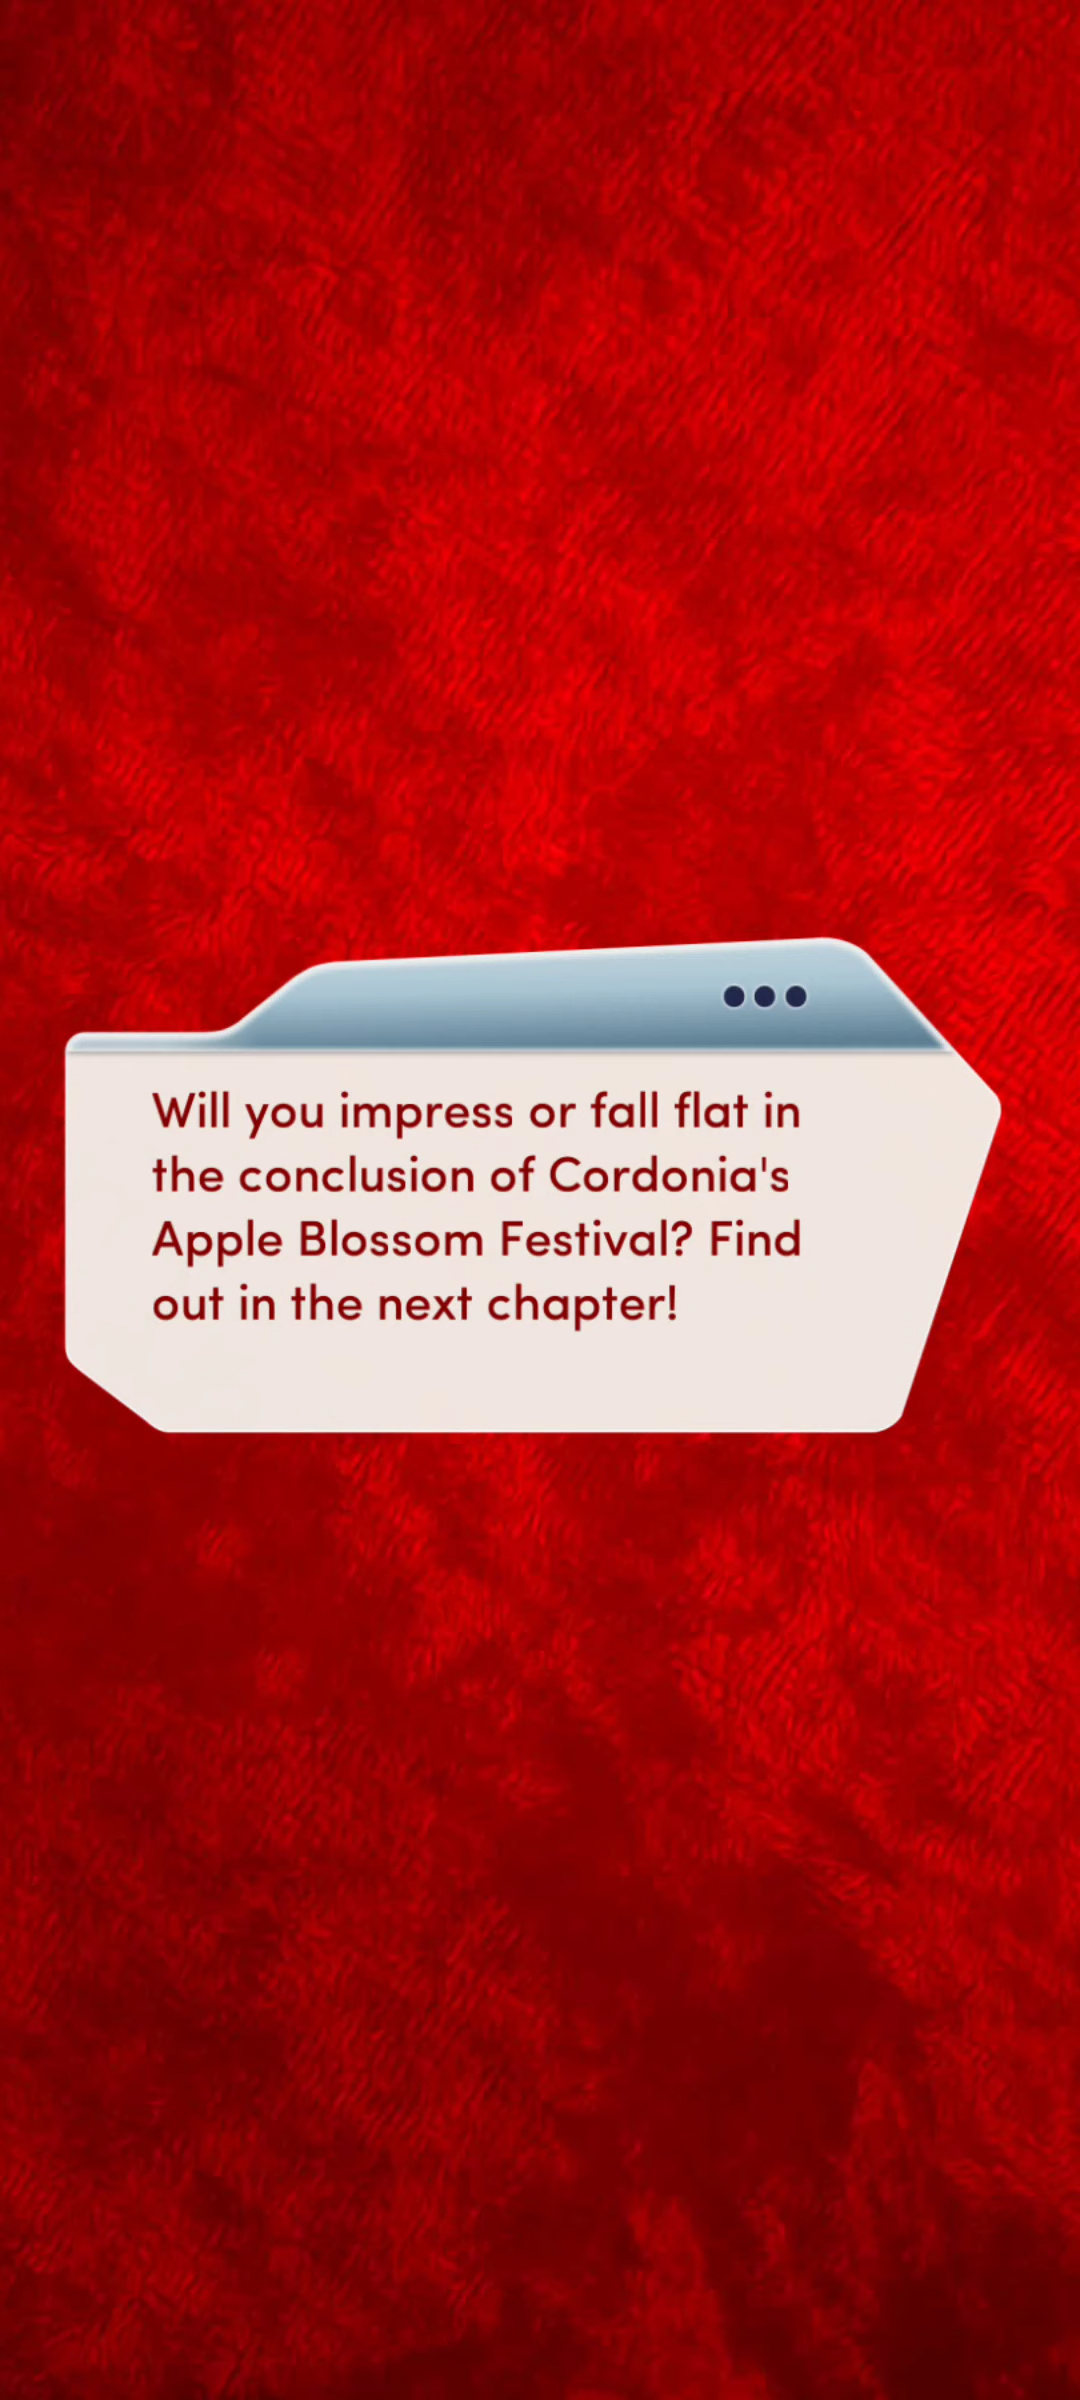 Will you impress or fall flat in
the conclusion of Cordonia's
Apple Blossom Festival? Find
out in the next chapter!